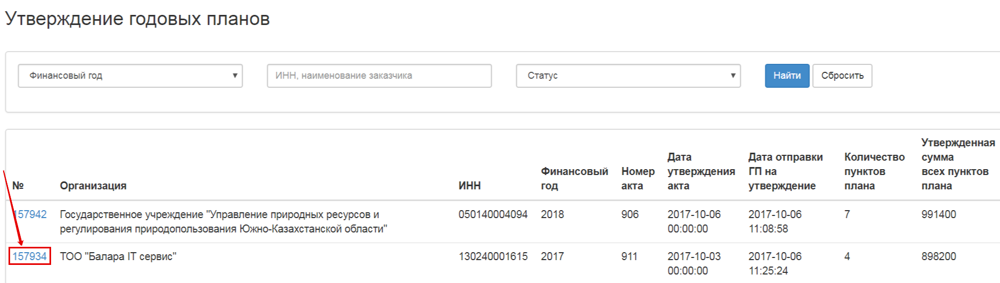 Утверждение годовых планов
Финансовый год
ИНН, наименование заказчика
Статус
Найти
Сбросить
№
Организация
ИНН
Финансовый
год
Номер
акта
Дата
утверждения
акта
Дата отправки
ГП на
утверждение
Количество
пунктов
плана
Утвержденная
сумма
всех пунктов
плана
157942
Государственное учреждение "Управление природных ресурсов и
регулирования природопользования Южно-Казахстанской области"
050140004094
2018
906
2017-10-06
00:00:00
2017-10-06
11:08:58
7
991400
157934
ТОО "Балара IT сервис"
130240001615
2017
911
2017-10-03
00:00:00
2017-10-06
11:25:24
4
898200